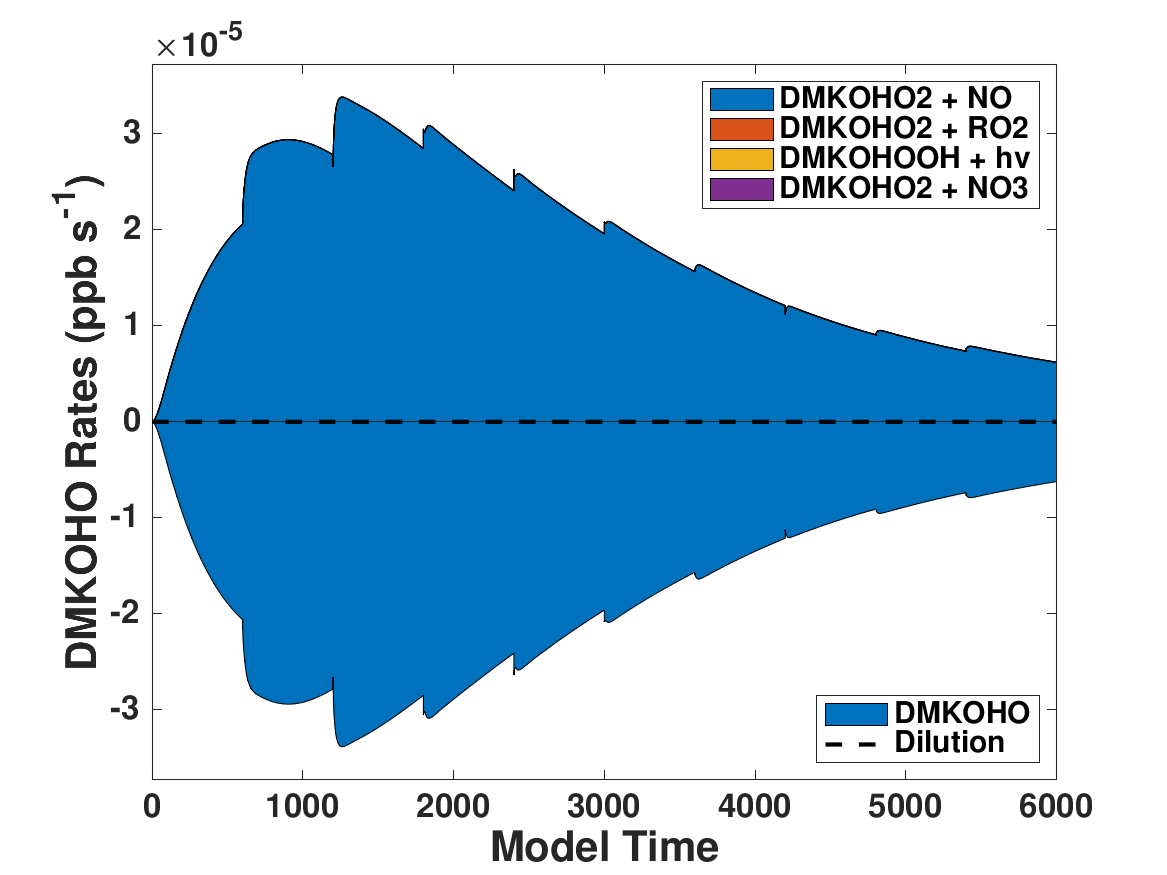 ×10^-5
DMKOHO2 + NO
DMKOHO2 + RO2
DMKOHOOH + hv
DMKOHO2 + NO3
DMKOHO Rates (ppb s^-1)
3
2
1
0
-1
-2
-3
DMKOHO
Dilution
0 1000 2000 3000 4000 5000 6000
Model Time